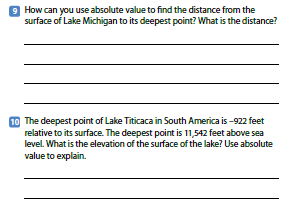 9 How can you use absolute value to find the distance from the
surface of Lake Michigan to its deepest point? What is the distance?
10 The deepest point of Lake Titicaca in South America is –922 feet
relative to its surface. The deepest point is 11,542 feet above sea
level. What is the elevation of the surface of the lake? Use absolute
value to explain.